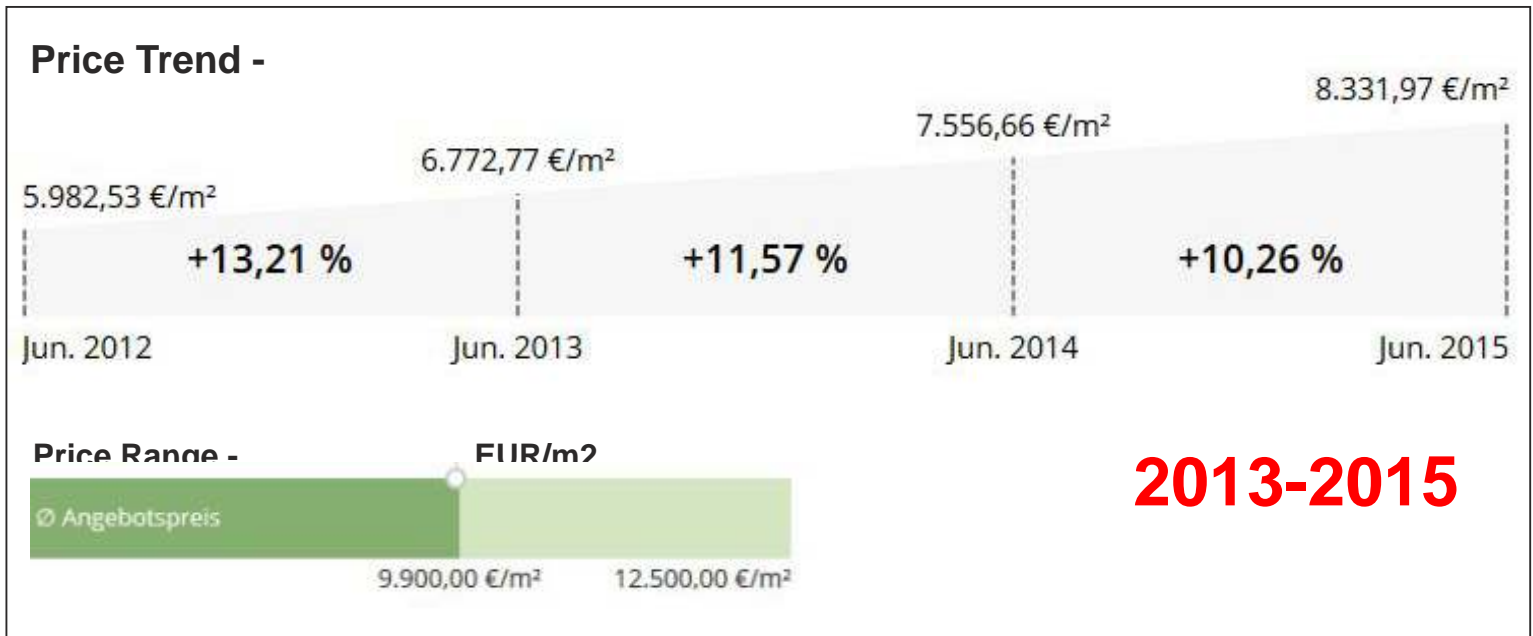 Price Trend -
8.331,97 €/m²
7.556,66 €/m²
6.772,77 €/m²
5.982,53 €/m²
+13,21 % +11,57 % +10,26 %
Jun. 2012 Jun. 2013 Jun. 2014 Jun. 2015
Price Range - EUR/m2
2013-2015
Ø Angebotspreis
9.900,00 €/m² 12.500,00 €/m²